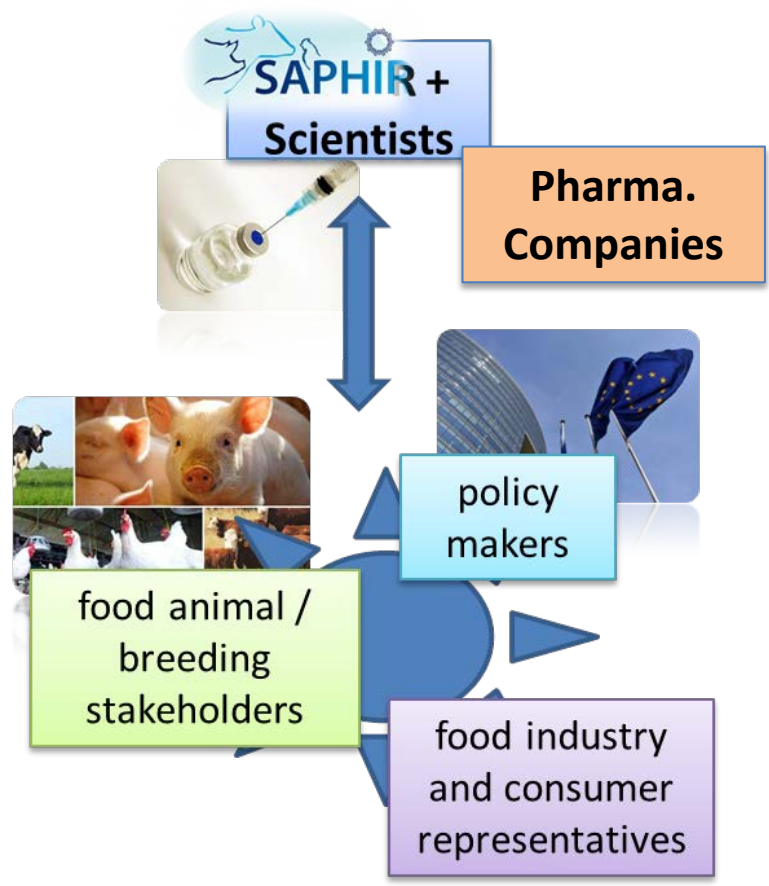 SAPHIR +
Scientists
Pharma.
Companies
policy
makers
food animal /
breeding
stakeholders
food industry
and consumer
representatives